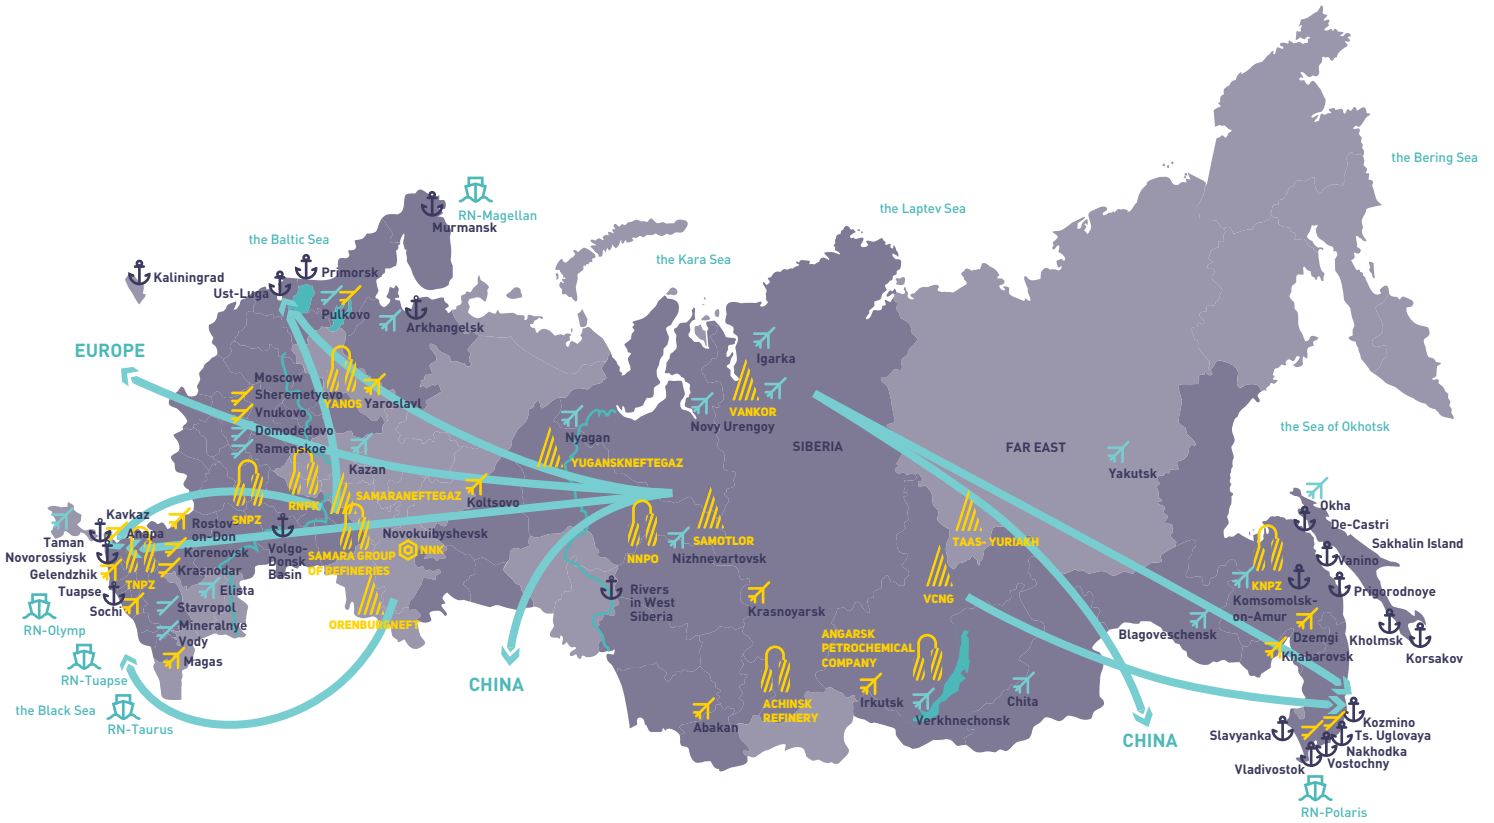 the Bering Sea
the Laptev Sea
RN-Magellan
Murmansk
the Baltic Sea
the Kara Sea
Kaliningrad
Primorsk
Ust-Luga
Pulkovo
Arkhangelsk
EUROPE
Igarka
Moscow
Sheremetyevo
Vnukovo
Domodedovo
Ramenskoe
YANOS
Yaroslavl
VANKOR
Novy Urengoy
Nyagan
SIBERIA
FAR EAST
the Sea of Okhotsk
Kazan
YUGANSKNEFTEGAZ
Yakutsk
SAMARANEFTEGAZ
Koltsovo
RNPK
SNPZ
Okha
De-Castri
Sakhalin Island
Vanino
Prigorodnoye
Kholmsk
Korsakov
Kavkaz
Anapa
Taman
Novorossiysk
Gelendzhik
Tuapse
Sochi
TNPZ
Rostov-
on-Don
Korenovsk
Krasnodar
Elista
Stavropol
Mineralnye
Vody
Magas
Volgo-
Donsk
Basin
Novokuibyshevsk
NNK
SAMARA GROUP
OF REFINERIES
ORENBURGNEFT
NNPO
SAMOTLOR
Nizhnevartovsk
TAAS- YURIAKH
VCNG
Rivers
in West
Siberia
Krasnoyarsk
KNPZ
Komsomolsk-
on-Amur
Dzemgi
Khabarovsk
Blagoveschensk
RN-Olymp
RN-Tuapse
the Black Sea
RN-Taurus
CHINA
ANGARSK
PETROCHEMICAL
COMPANY
Irkutsk
Verkhnechonsk
Chita
ACHINSK
REFINERY
Abakan
CHINA
Slavyanka
Kozmino
Ts. Uglovaya
Nakhodka
Vostochny
Vladivostok
RN-Polaris